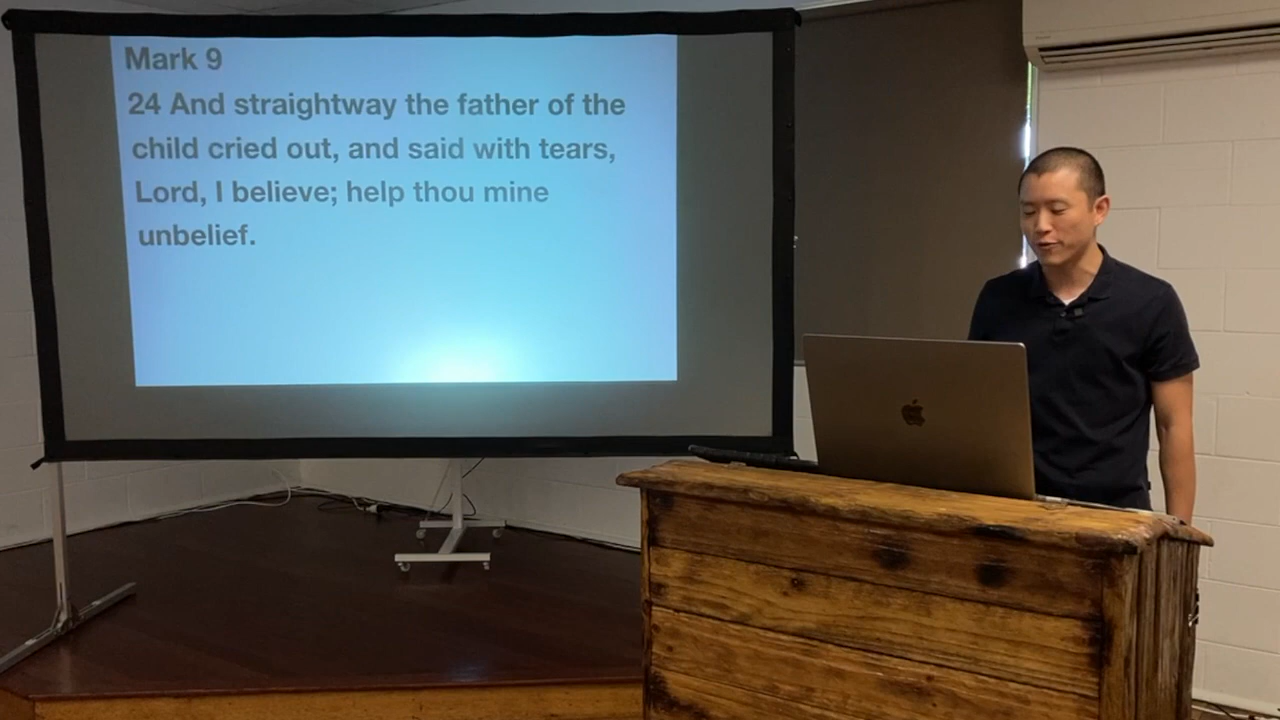 Mark 9
24 And straightway the father of the
child cried out, and said with tears,
Lord, I believe; help thou mine
unbelief.